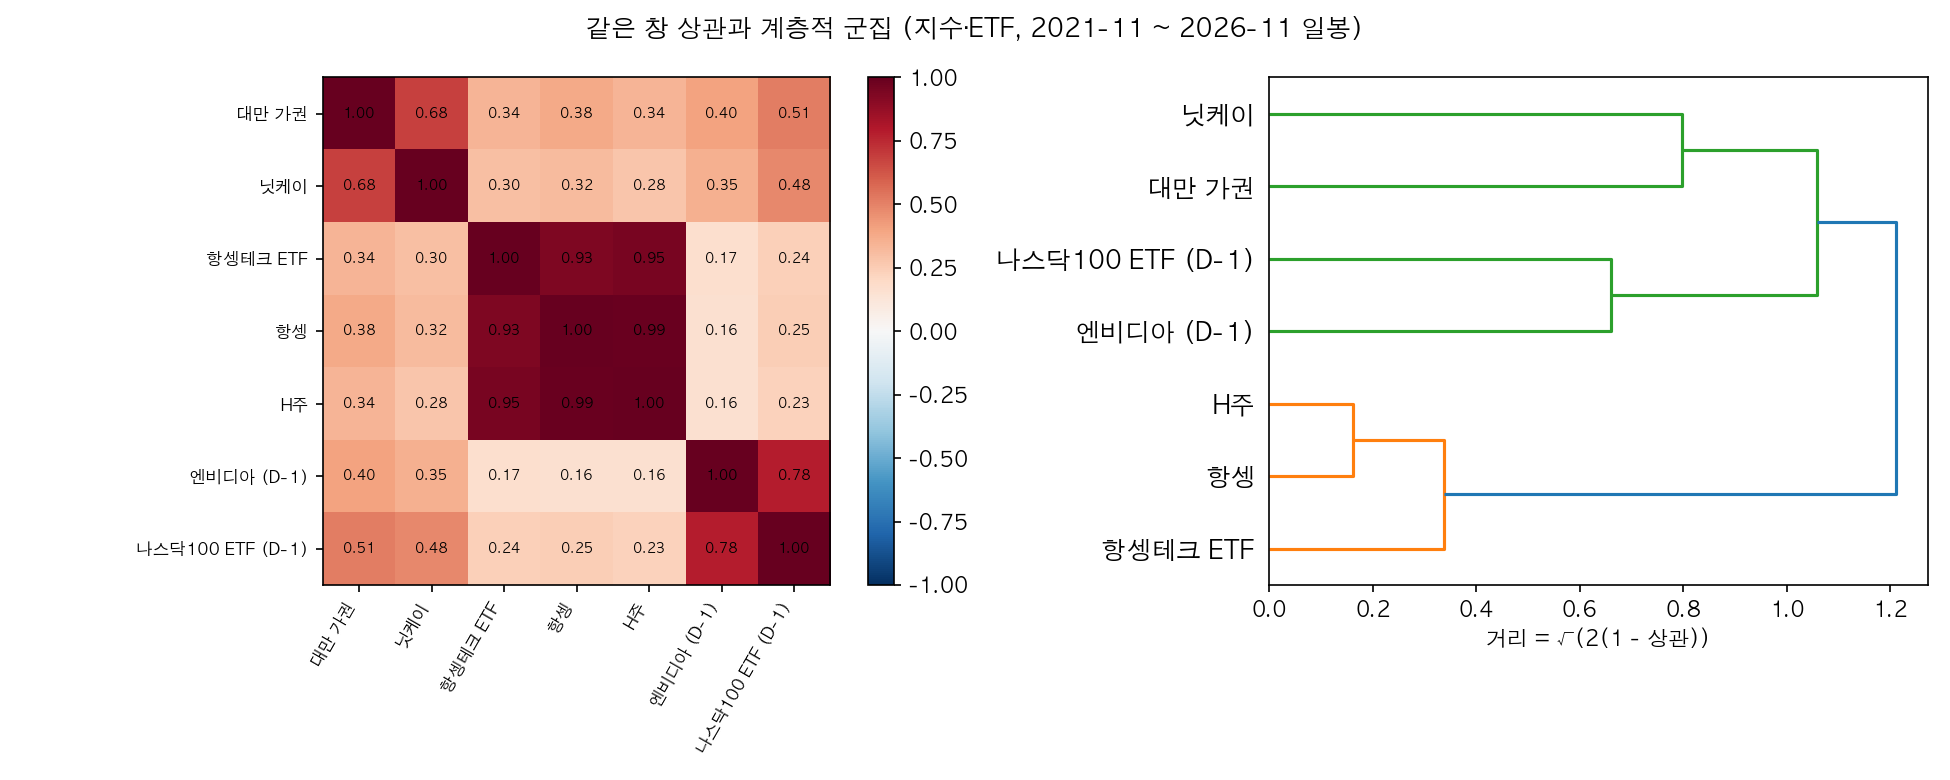 같은 창 상관과 계층적 군집 (지수·ETF, 2021-11 ~ 2026-11 일봉)
대만 가권 1.00 0.68 0.34 0.38 0.34 0.40 0.51
닛케이 0.68 1.00 0.30 0.32 0.28 0.35 0.48
항셍테크 ETF 0.34 0.30 1.00 0.93 0.95 0.17 0.24
항셍 0.38 0.32 0.93 1.00 0.99 0.16 0.25
H주 0.34 0.28 0.95 0.99 1.00 0.16 0.23
엔비디아 (D-1) 0.40 0.35 0.17 0.16 0.16 1.00 0.78
나스닥100 ETF (D-1) 0.51 0.48 0.24 0.25 0.23 0.78 1.00
대만 가권
닛케이
항셍테크 ETF
항셍
H주
엔비디아 (D-1)
나스닥100 ETF (D-1)
1.00
0.75
0.50
0.25
0.00
-0.25
-0.50
-0.75
-1.00
닛케이
대만 가권
나스닥100 ETF (D-1)
엔비디아 (D-1)
H주
항셍
항셍테크 ETF
0.0 0.2 0.4 0.6 0.8 1.0 1.2
거리 = √(2(1 - 상관))